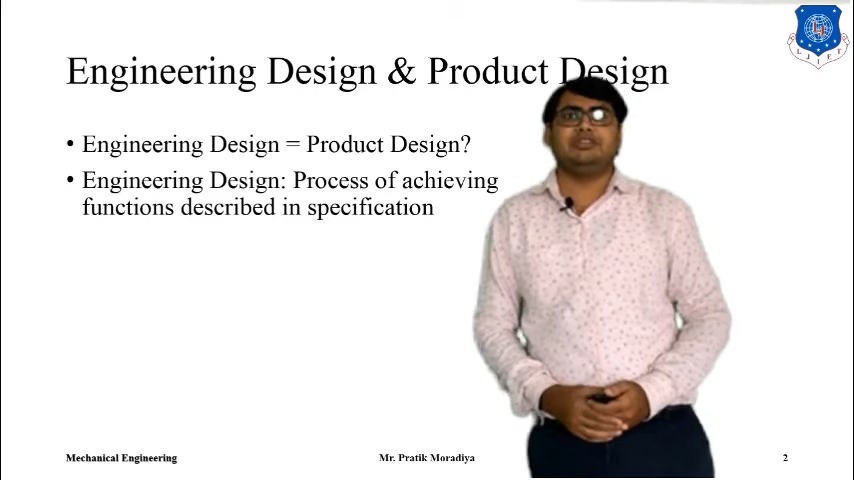 Engineering Design & Product Design
• Engineering Design = Product Design?
• Engineering Design: Process of achieving
functions described in specification
LJIET
Mechanical Engineering
Mr. Pratik Moradiya
2